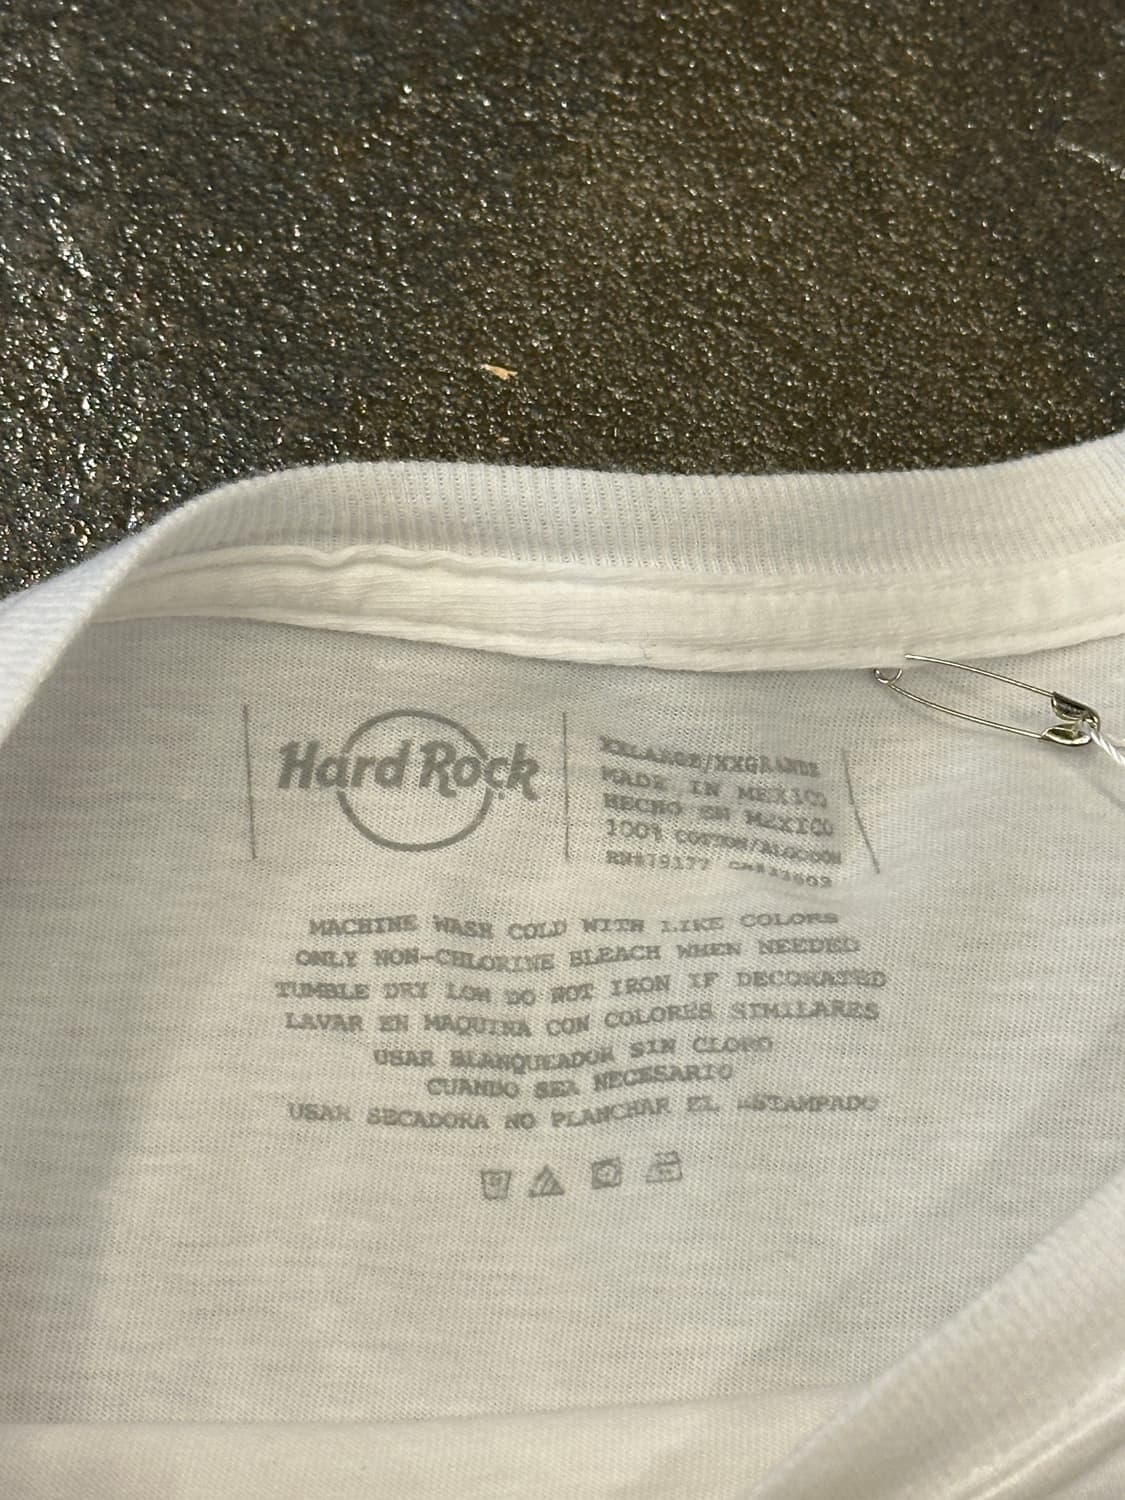 Hard Rock
XXLARGE/XXGRANDE
MADE IN MEXICO
HECHO EN MEXICO
100% COTTON/ALGODON
RN#79177
MACHINE WASH COLD WITH LIKE COLORS
ONLY NON-CHLORINE BLEACH WHEN NEEDED
TUMBLE DRY LOW DO NOT IRON IF DECORATED
LAVAR EN MAQUINA CON COLORES SIMILARES
USAR BLANQUEADOR SIN CLORO
CUANDO SEA NECESARIO
USAR SECADORA NO PLANCHAR EL ESTAMPADO